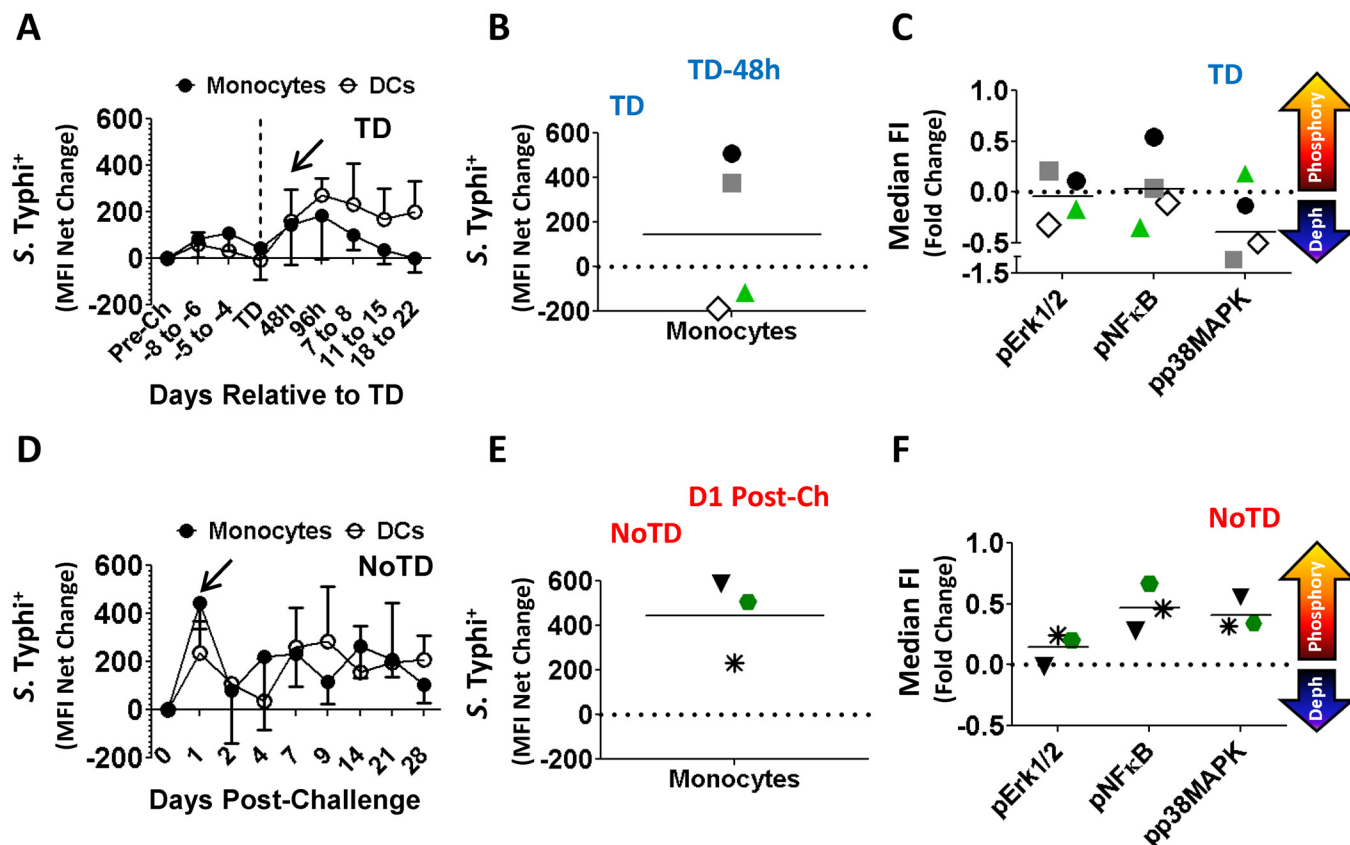 A
Monocytes DCs
TD
S. Typhi+
(MFI Net Change)
600
400
200
0
-200
Pre-Ch
-8 to -6
-5 to -4
TD
48h
96h
7 to 8
11 to 15
18 to 22
Days Relative to TD
B
TD-48h
TD
S. Typhi+
(MFI Net Change)
600
400
200
0
-200
Monocytes
C
TD
Median FI
(Fold Change)
1.0
0.5
0.0
-0.5
-1.5
pErk1/2
pNFκB
pp38MAPK
Phosphory
Deph
D
Monocytes DCs
NoTD
S. Typhi+
(MFI Net Change)
600
400
200
0
-200
0
1
2
4
7
9
14
21
28
Days Post-Challenge
E
D1 Post-Ch
NoTD
S. Typhi+
(MFI Net Change)
600
400
200
0
-200
Monocytes
F
NoTD
Median FI
(Fold Change)
1.0
0.5
0.0
-0.5
pErk1/2
pNFκB
pp38MAPK
Phosphory
Deph